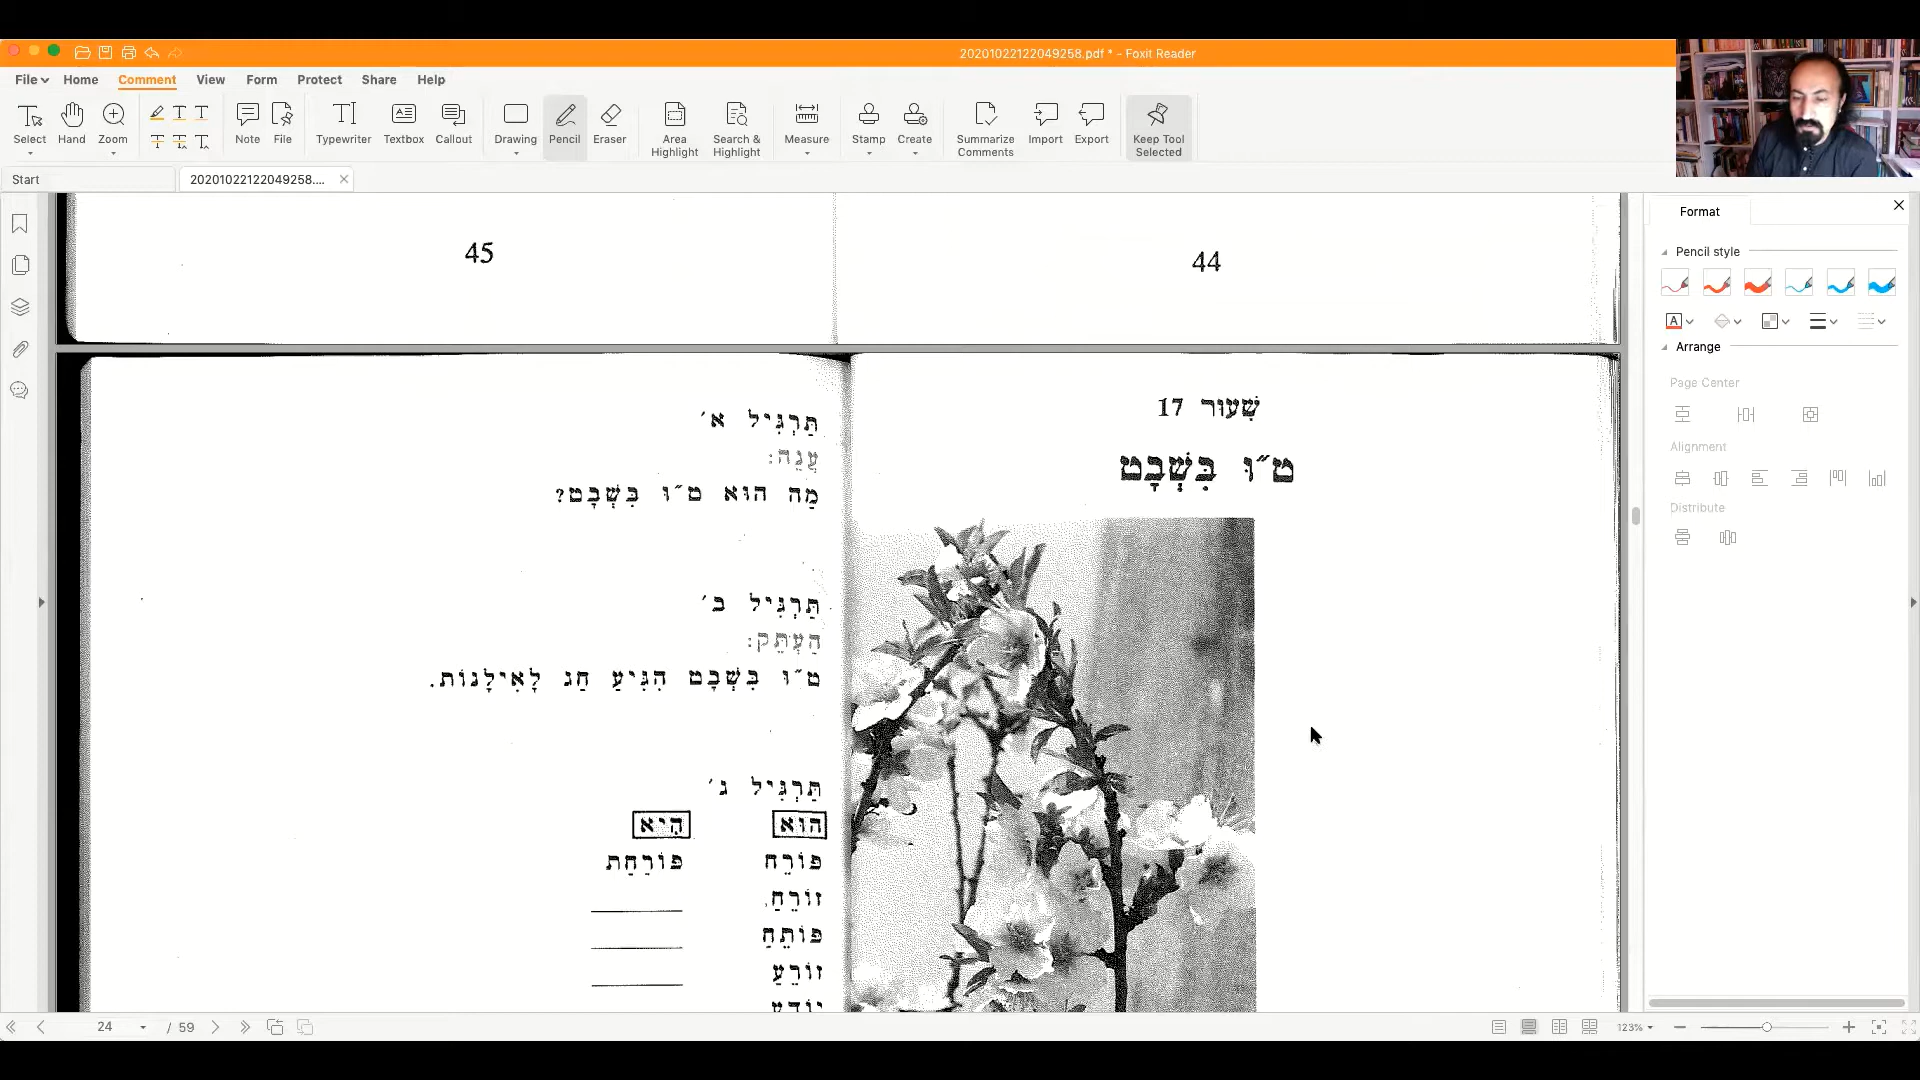 20201022122049258.pdf * - Foxit Reader
File Home Comment View Form Protect Share Help
Select Hand Zoom Note File Typewriter Textbox Callout Drawing Pencil Eraser Area Highlight Search & Highlight Measure Stamp Create Summarize Comments Import Export Keep Tool Selected
Start 20201022122049258....
45
44
שִׁעוּר 17
ט״וּ בִּשְׁבָט
תַּרְגִּיל א׳
עֲנֵה:
מַה הוּא ט״וּ בִּשְׁבָט?
תַּרְגִּיל ב׳
הַעְתֵּק:
ט״וּ בִּשְׁבָט הִגִּיעַ חַג לָאִילָנוֹת.
תַּרְגִּיל ג׳
הוּא הִיא
פּוֹרֵחַ פּוֹרַחַת
זוֹרֵחַ
פּוֹתֵחַ
זוֹרֵעַ
יוֹדֵעַ
Format
Pencil style
Arrange
Page Center
Alignment
Distribute
24 / 59
123%